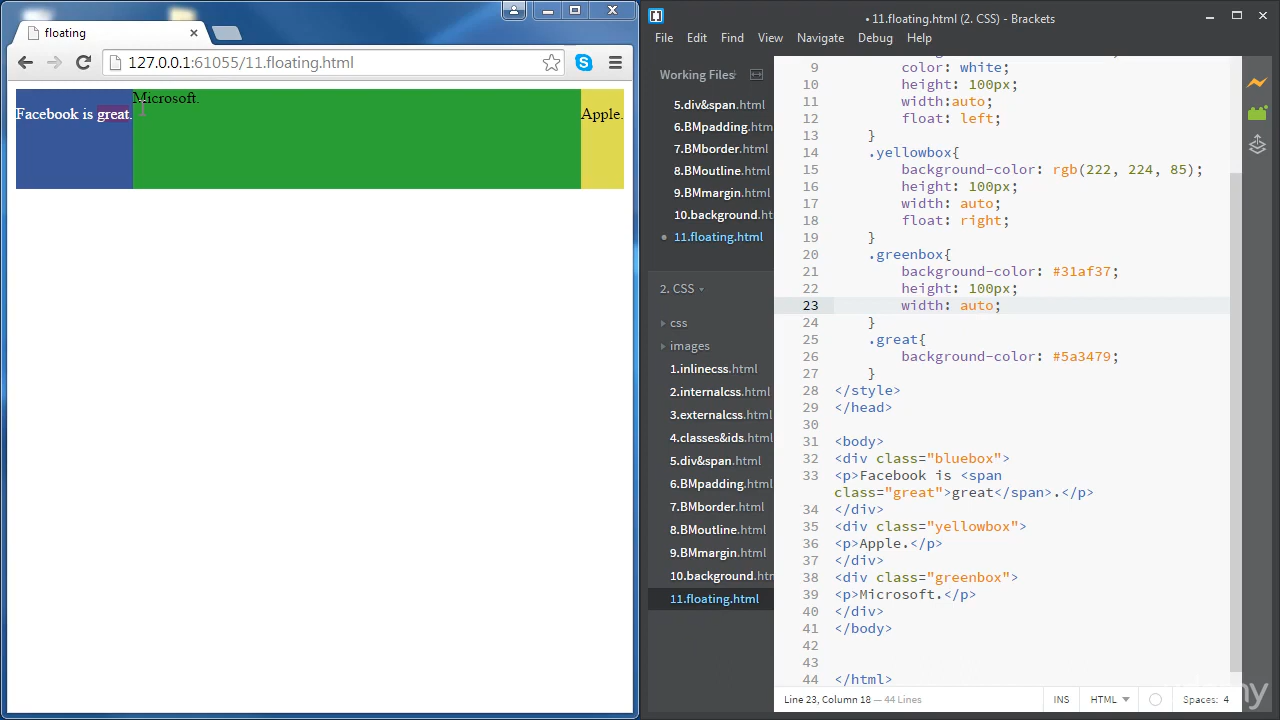 floating
127.0.0.1:61055/11.floating.html
Facebook is great.
Microsoft.
Apple.
• 11.floating.html (2. CSS) - Brackets
File Edit Find View Navigate Debug Help
Working Files
5.div&span.html
6.BMpadding.htm
7.BMborder.html
8.BMoutline.html
9.BMmargin.html
10.background.ht
11.floating.html
2. CSS
css
images
1.inlinecss.html
2.internalcss.html
3.externalcss.html
4.classes&ids.html
5.div&span.html
6.BMpadding.html
7.BMborder.html
8.BMoutline.html
9.BMmargin.html
10.background.htm
11.floating.html
9 color: white;
10 height: 100px;
11 width:auto;
12 float: left;
13 }
14 .yellowbox{
15 background-color: rgb(222, 224, 85);
16 height: 100px;
17 width: auto;
18 float: right;
19 }
20 .greenbox{
21 background-color: #31af37;
22 height: 100px;
23 width: auto;
24 }
25 .great{
26 background-color: #5a3479;
27 }
28 </style>
29 </head>
30
31 <body>
32 <div class="bluebox">
33 <p>Facebook is <span
class="great">great</span>.</p>
34 </div>
35 <div class="yellowbox">
36 <p>Apple.</p>
37 </div>
38 <div class="greenbox">
39 <p>Microsoft.</p>
40 </div>
41 </body>
42
43
44 </html>
Line 23, Column 18 — 44 Lines
INS HTML Spaces: 4